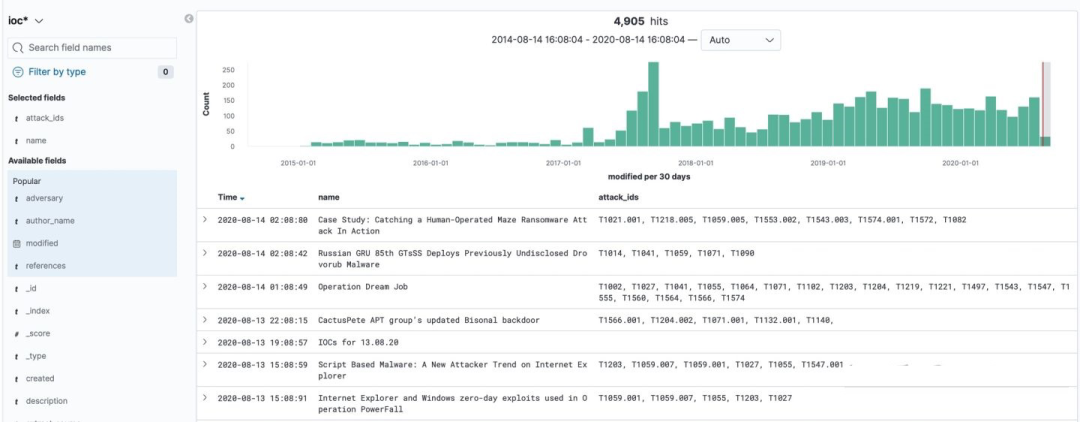 ioc*
Search field names
Filter by type 0
Selected fields
t attack_ids
t name
Available fields
Popular
t adversary
t author_name
modified
t references
t _id
t _index
# _score
t _type
t created
t description
4,905 hits
2014-08-14 16:08:04 - 2020-08-14 16:08:04 — Auto
Count
250
200
150
100
50
0
2015-01-01 2016-01-01 2017-01-01 2018-01-01 2019-01-01 2020-01-01
modified per 30 days
Time name attack_ids
2020-08-14 02:08:80 Case Study: Catching a Human-Operated Maze Ransomware Att T1021.001, T1218.005, T1059.005, T1553.002, T1543.003, T1574.001, T1572, T1082
ack In Action
2020-08-14 02:08:42 Russian GRU 85th GTsSS Deploys Previously Undisclosed Dro T1014, T1041, T1059, T1071, T1090
vorub Malware
2020-08-14 01:08:49 Operation Dream Job T1002, T1027, T1041, T1055, T1064, T1071, T1102, T1203, T1204, T1219, T1221, T1497, T1543, T1547, T1
555, T1560, T1564, T1566, T1574
2020-08-13 22:08:15 CactusPete APT group's updated Bisonal backdoor T1566.001, T1204.002, T1071.001, T1132.001, T1140,
2020-08-13 19:08:57 IOCs for 13.08.20
2020-08-13 15:08:59 Script Based Malware: A New Attacker Trend on Internet Ex T1203, T1059.007, T1059.001, T1027, T1055, T1547.001
plorer
2020-08-13 15:08:91 Internet Explorer and Windows zero-day exploits used in O T1059.001, T1059.007, T1055, T1203, T1027
peration PowerFall